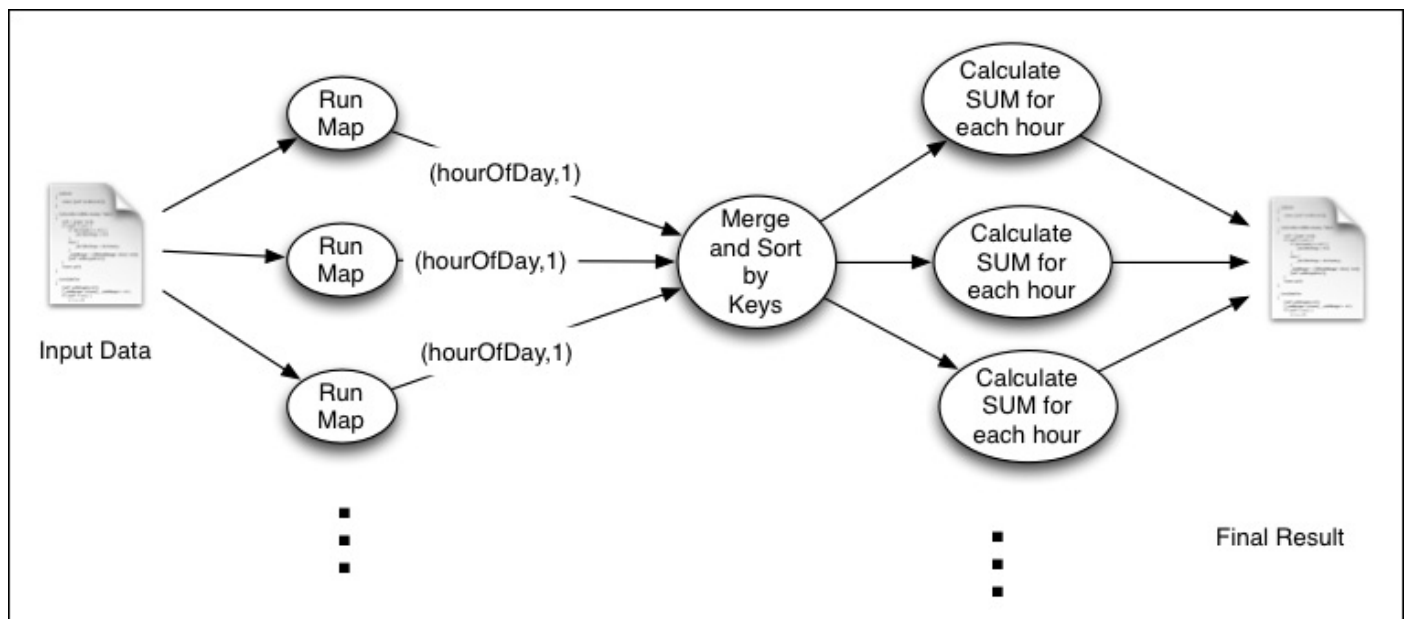 Input Data
Run
Map
Run
Map
Run
Map
(hourOfDay,1)
(hourOfDay,1)
(hourOfDay,1)
Merge
and Sort
by
Keys
Calculate
SUM for
each hour
Calculate
SUM for
each hour
Calculate
SUM for
each hour
Final Result